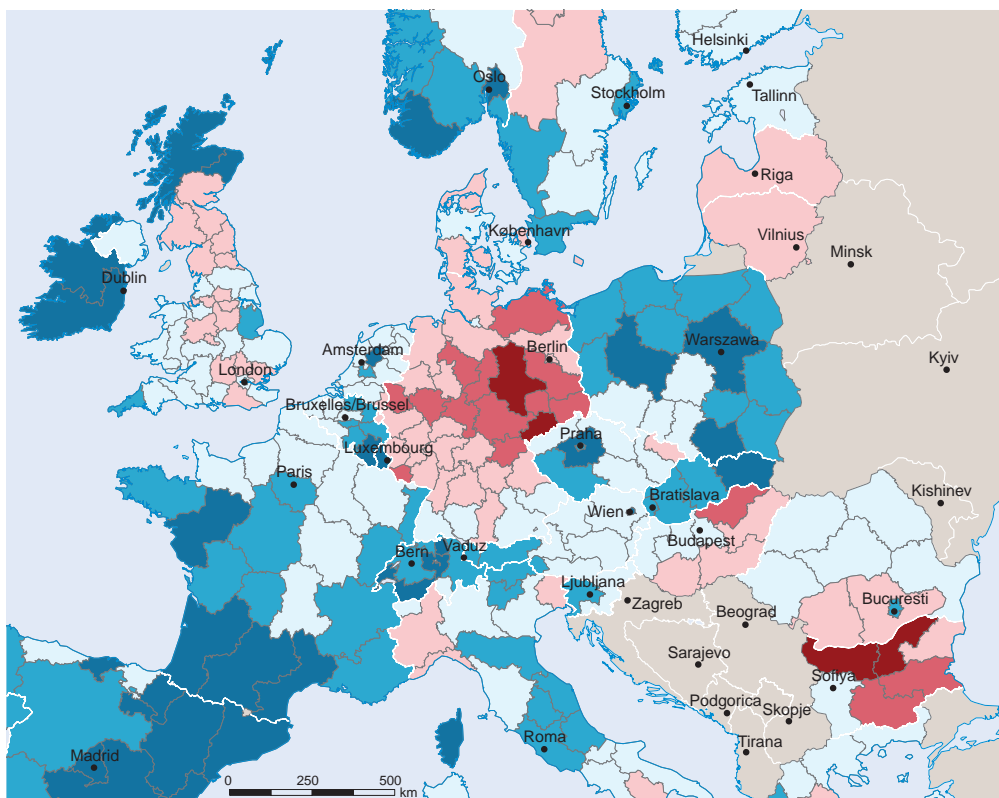 Helsinki
Oslo
Tallinn
Stockholm
Riga
København
Vilnius
Minsk
Dublin
Warszawa
Amsterdam
Berlin
Kyiv
London
Bruxelles/Brussel
Praha
Luxembourg
Paris
Kishinev
Bratislava
Wien
Budapest
Bern
Vaduz
Ljubljana
Zagreb
Bucuresti
Beograd
Sarajevo
Sofiya
Podgorica
Skopje
Roma
Tirana
Madrid
0 250 500
km